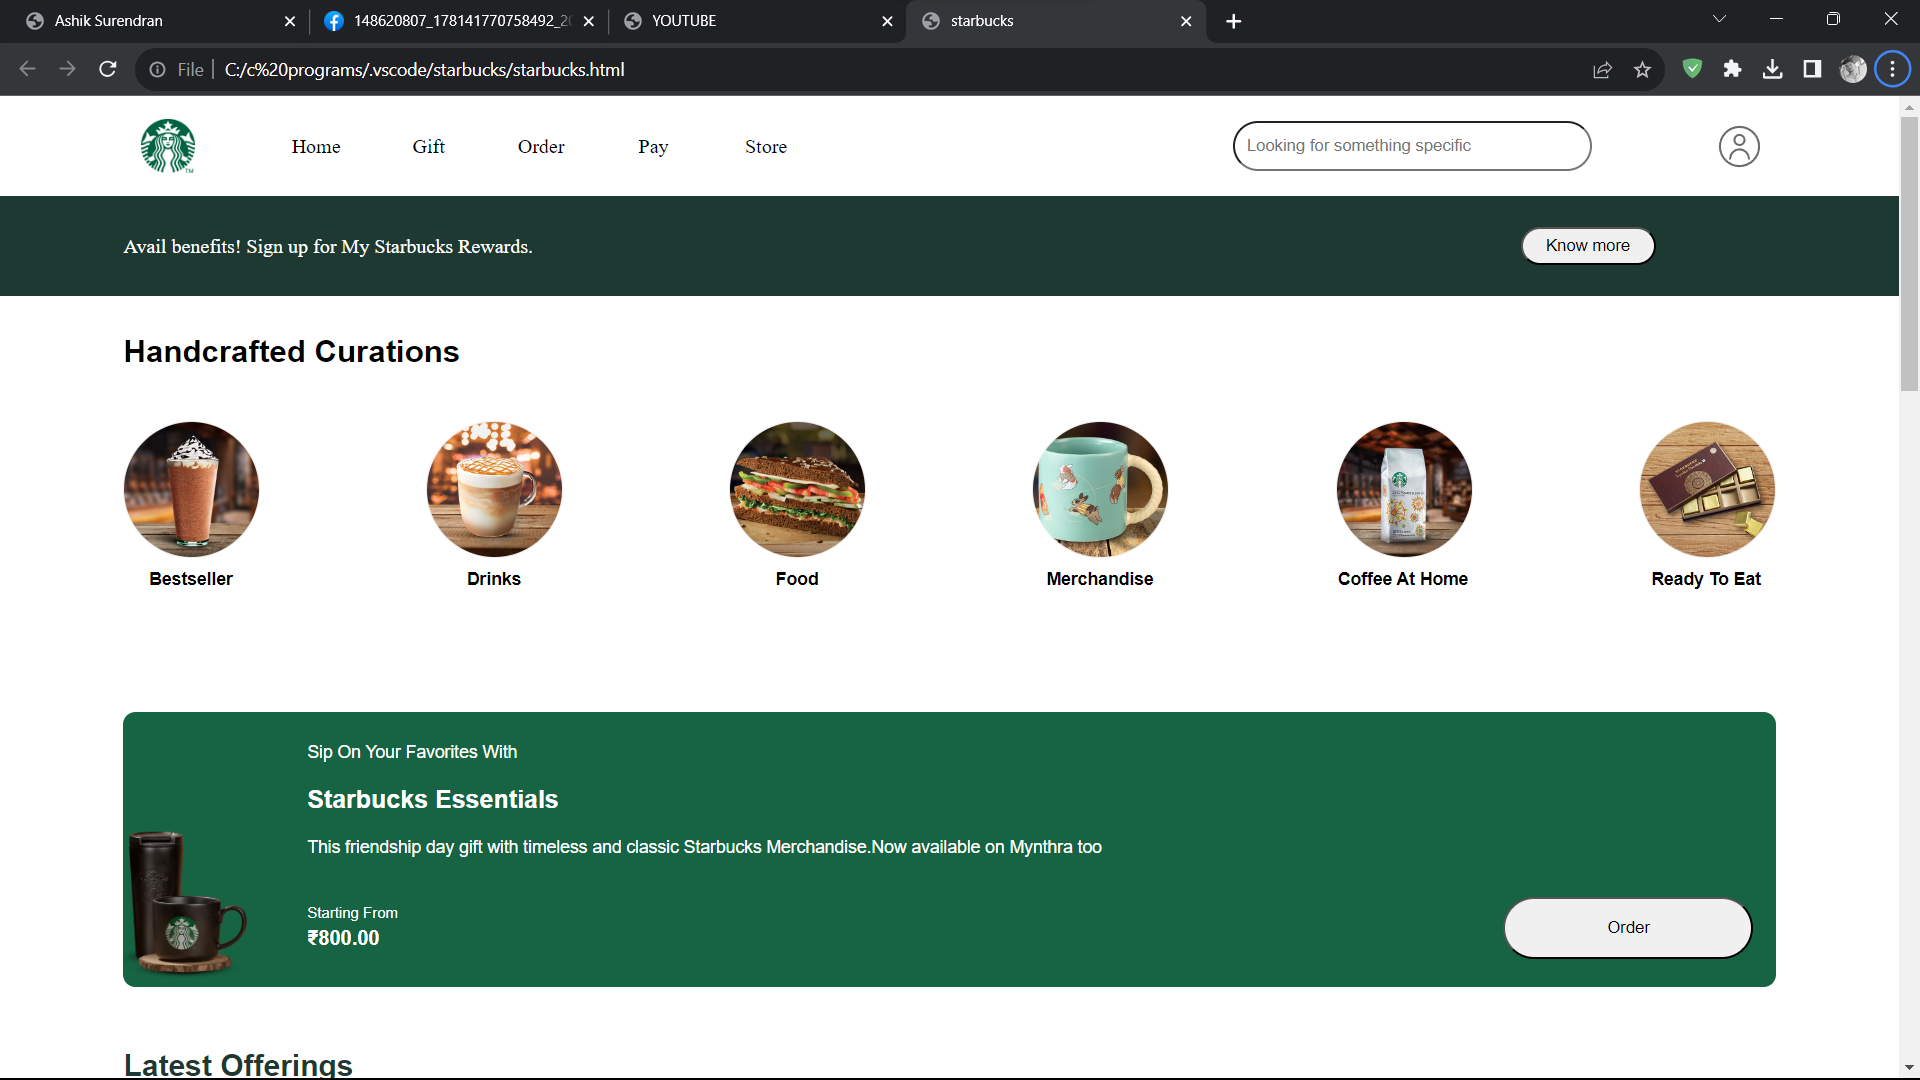 Ashik Surendran
148620807_178141770758492_20
YOUTUBE
starbucks
File
C:/c%20programs/.vscode/starbucks/starbucks.html
Home
Gift
Order
Pay
Store
Looking for something specific
TM
Avail benefits! Sign up for My Starbucks Rewards.
Know more
Handcrafted Curations
Bestseller
Drinks
Food
Merchandise
Coffee At Home
Ready To Eat
Sip On Your Favorites With
Starbucks Essentials
This friendship day gift with timeless and classic Starbucks Merchandise.Now available on Mynthra too
Starting From
₹800.00
Order
Latest Offerings